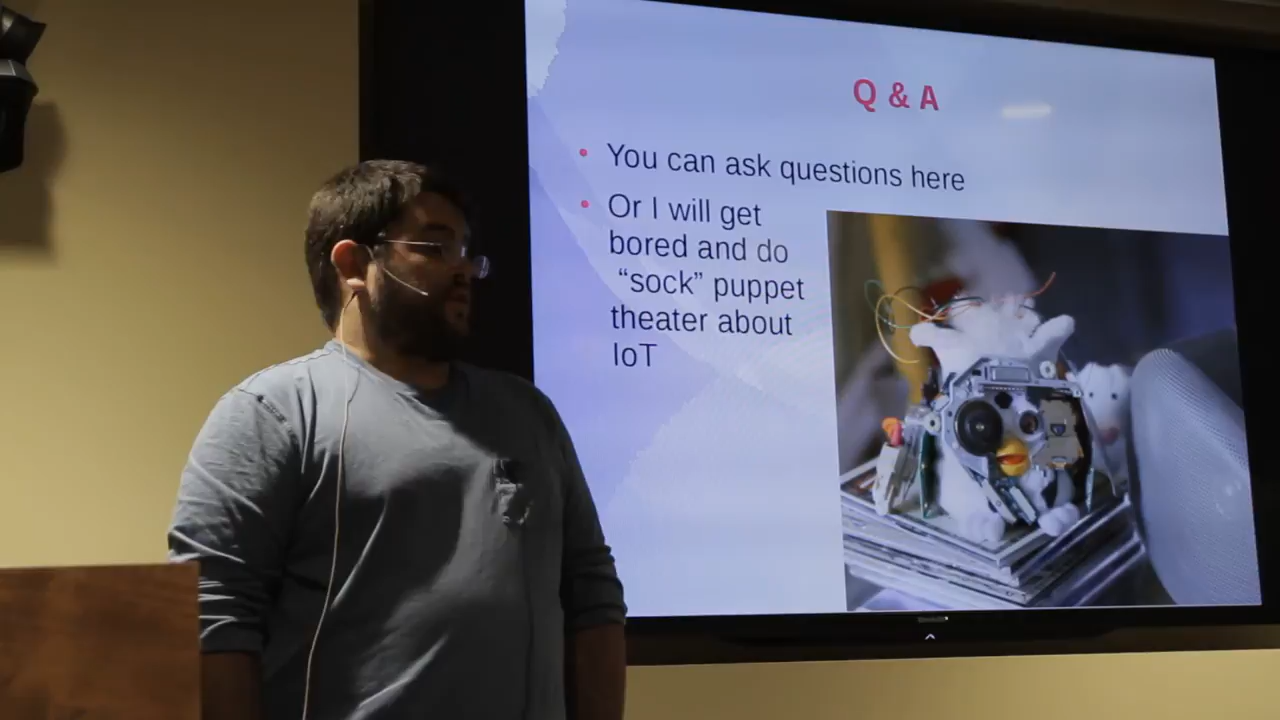 Q & A
You can ask questions here
Or I will get
bored and do
“sock” puppet
theater about
IoT